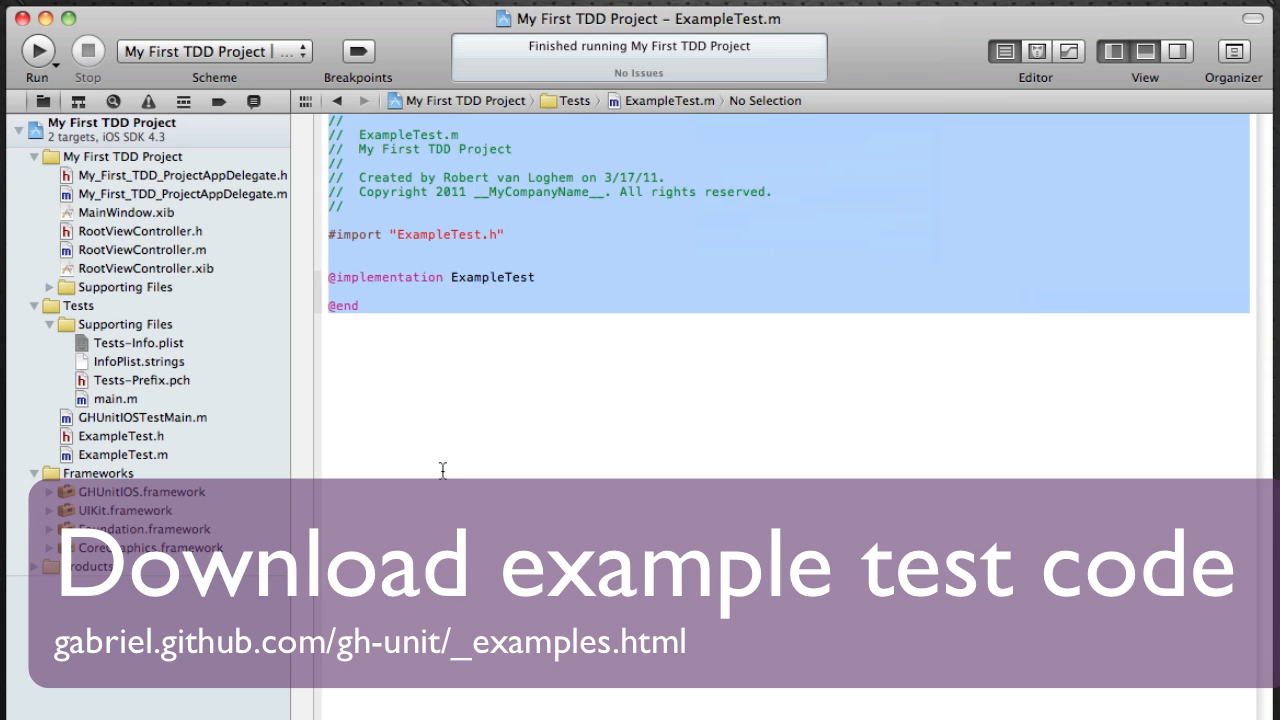 My First TDD Project – ExampleTest.m
My First TDD Project | ...
Finished running My First TDD Project
No Issues
Run
Stop
Scheme
Breakpoints
Editor
View
Organizer
My First TDD Project
Tests
ExampleTest.m
No Selection
My First TDD Project
2 targets, iOS SDK 4.3
My First TDD Project
My_First_TDD_ProjectAppDelegate.h
My_First_TDD_ProjectAppDelegate.m
MainWindow.xib
RootViewController.h
RootViewController.m
RootViewController.xib
Supporting Files
Tests
Supporting Files
Tests-Info.plist
InfoPlist.strings
Tests-Prefix.pch
main.m
GHUnitIOSTestMain.m
ExampleTest.h
ExampleTest.m
Frameworks
GHUnitIOS.framework
UIKit.framework
Foundation.framework
CoreGraphics.framework
Products
//
//  ExampleTest.m
//  My First TDD Project
//
//  Created by Robert van Loghem on 3/17/11.
//  Copyright 2011 __MyCompanyName__. All rights reserved.
//
#import "ExampleTest.h"
@implementation ExampleTest
@end
Download example test code
gabriel.github.com/gh-unit/_examples.html